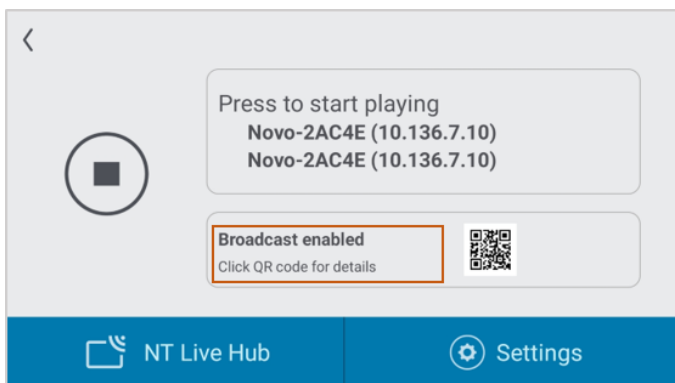 Press to start playing
Novo-2AC4E (10.136.7.10)
Novo-2AC4E (10.136.7.10)
Broadcast enabled
Click QR code for details
NT Live Hub
Settings